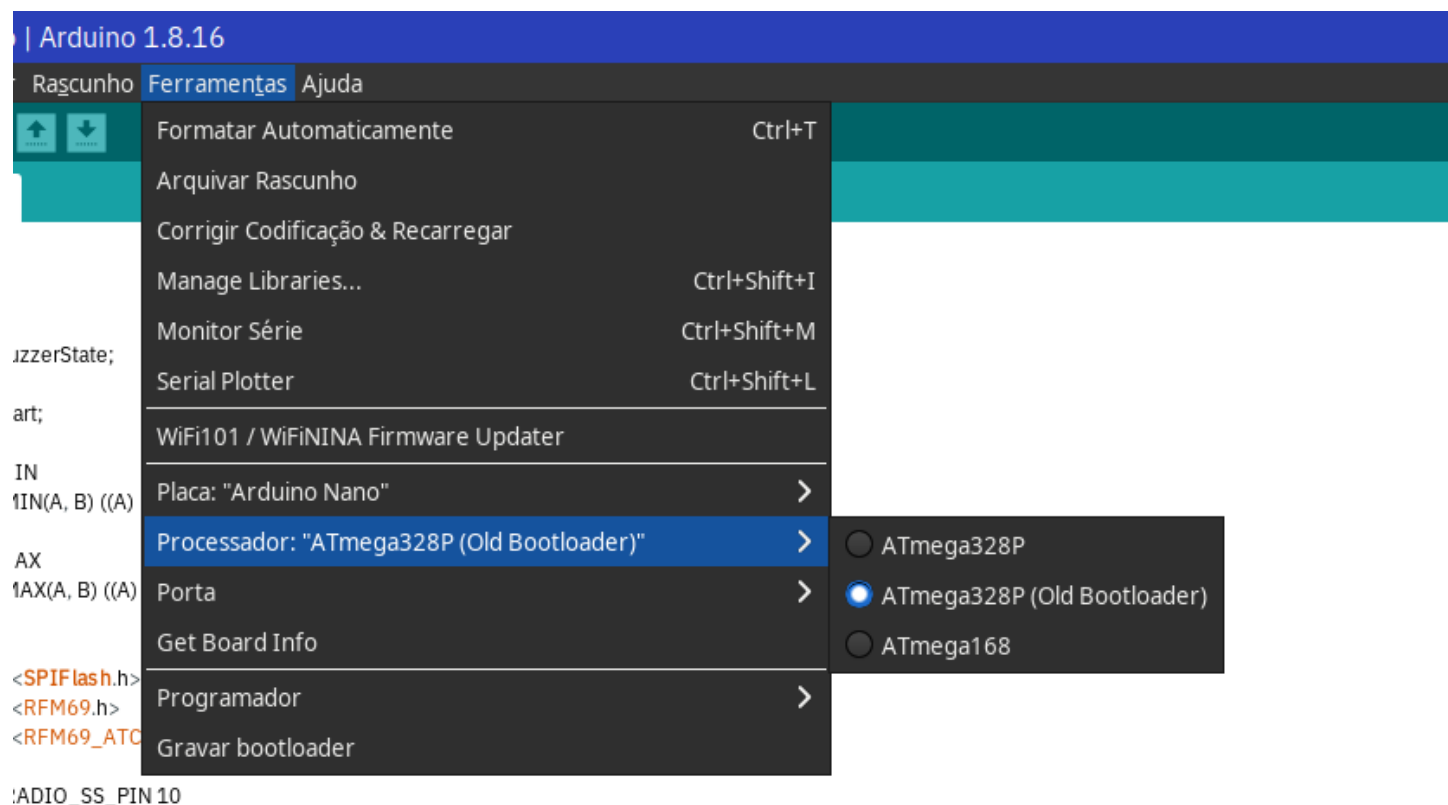 | Arduino 1.8.16
Rascunho Ferramentas Ajuda
Formatar Automaticamente Ctrl+T
Arquivar Rascunho
Corrigir Codificação & Recarregar
Manage Libraries... Ctrl+Shift+I
Monitor Série Ctrl+Shift+M
Serial Plotter Ctrl+Shift+L
WiFi101 / WiFiNINA Firmware Updater
Placa: "Arduino Nano"
Processador: "ATmega328P (Old Bootloader)"
Porta
Get Board Info
Programador
Gravar bootloader
ATmega328P
ATmega328P (Old Bootloader)
ATmega168
uzzerState;
art;
IN
MIN(A, B) ((A)
AX
MAX(A, B) ((A)
<SPIFlash.h>
<RFM69.h>
<RFM69_ATC
RADIO_SS_PIN 10